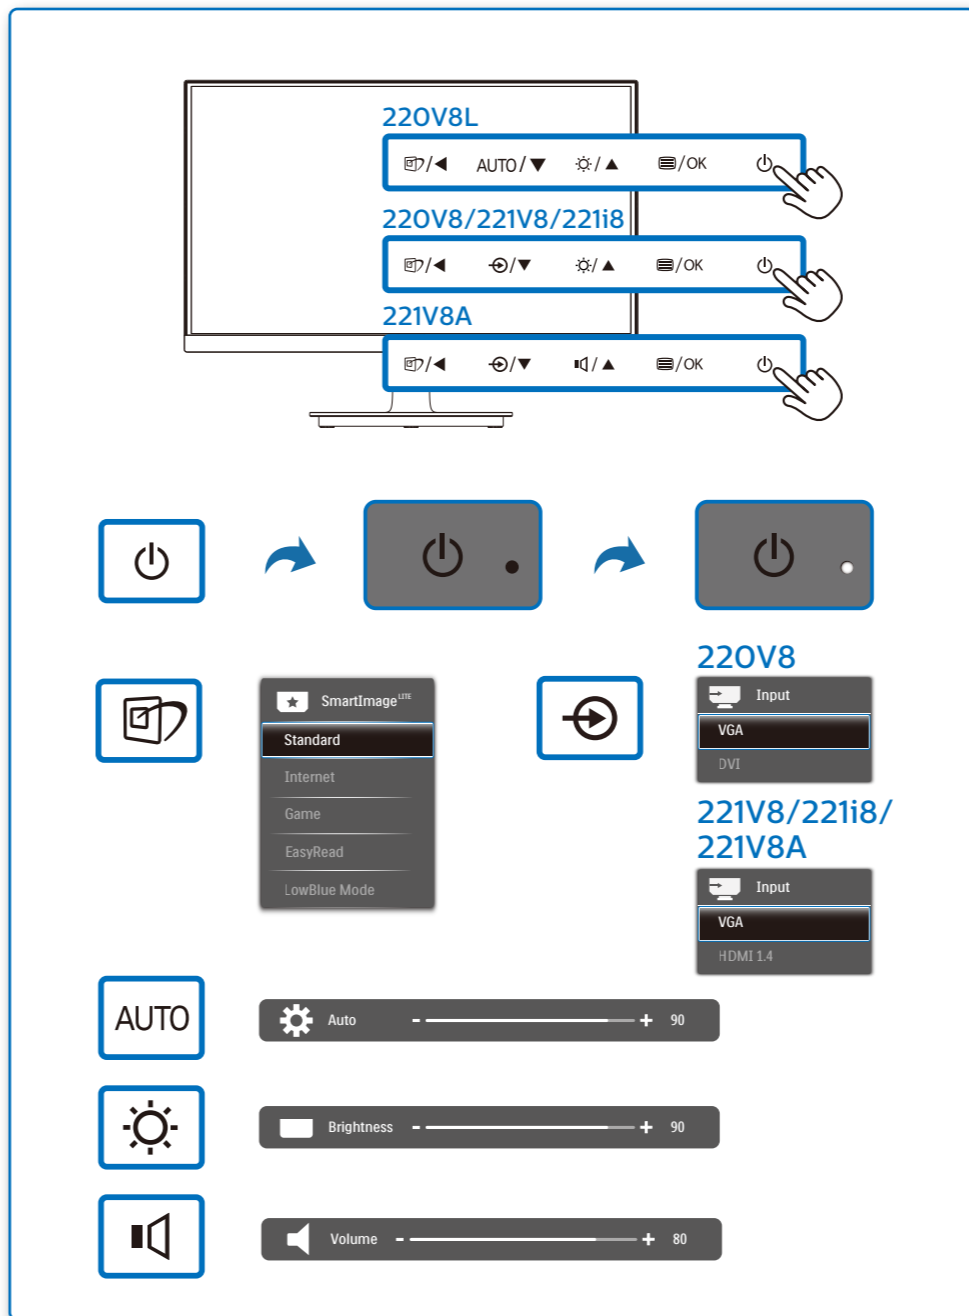 220V8L
/◀ AUTO/▼ /▲ /OK
220V8/221V8/221i8
/◀ /▼ /▲ /OK
221V8A
/◀ /▼ /▲ /OK
SmartImage LITE
Standard
Internet
Game
EasyRead
LowBlue Mode
220V8
Input
VGA
DVI
221V8/221i8/
221V8A
Input
VGA
HDMI 1.4
AUTO
Auto - + 90
Brightness - + 90
Volume - + 80